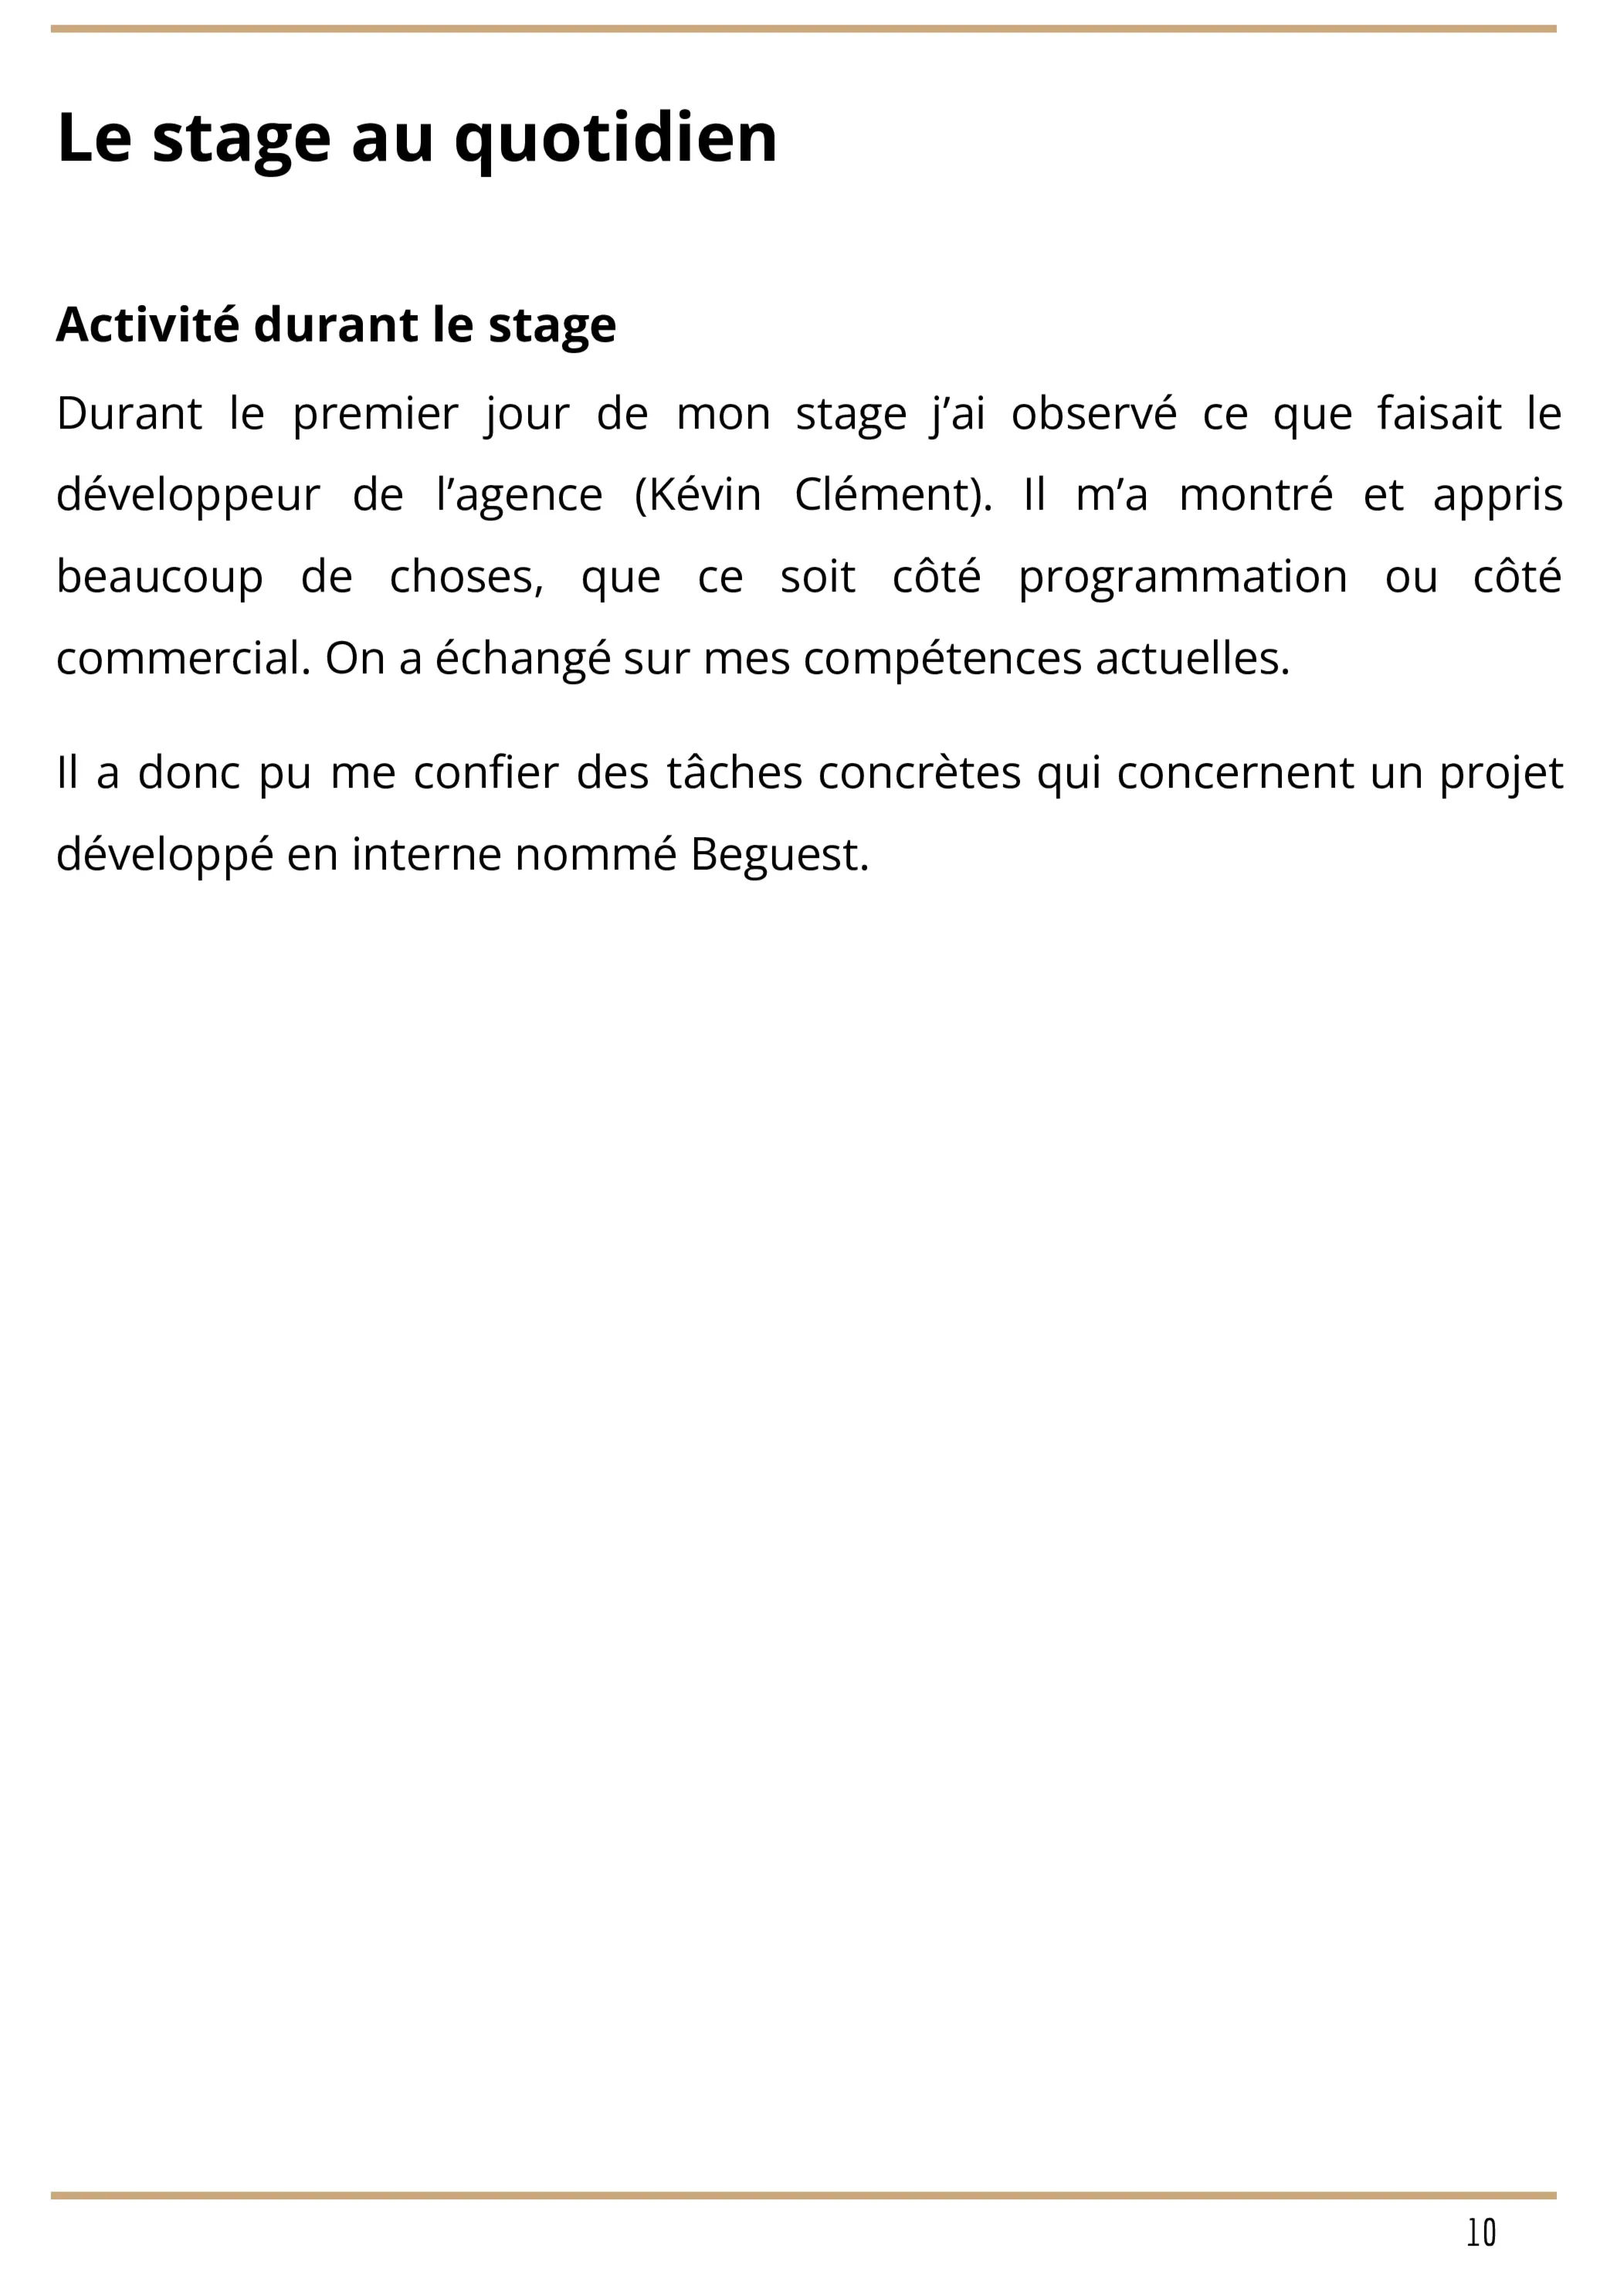 Le stage au quotidien
Activité durant le stage
Durant le premier jour de mon stage j’ai observé ce que faisait le
développeur de l’agence (Kévin Clément). Il m’a montré et appris
beaucoup de choses, que ce soit côté programmation ou côté
commercial. On a échangé sur mes compétences actuelles.
Il a donc pu me confier des tâches concrètes qui concernent un projet
développé en interne nommé Beguest.
10